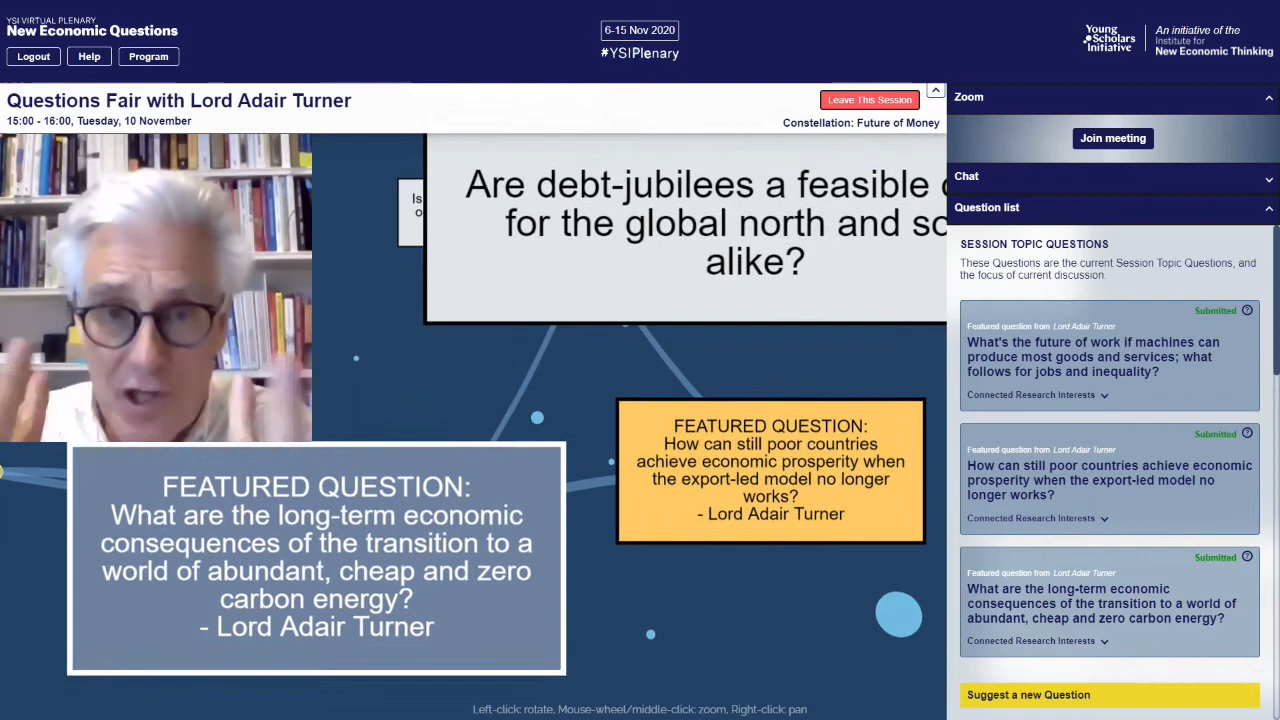 YSI VIRTUAL PLENARY
New Economic Questions
Logout
Help
Program
6-15 Nov 2020
#YSIPlenary
Young
Scholars
Initiative
An initiative of the
Institute for
New Economic Thinking
Questions Fair with Lord Adair Turner
15:00 - 16:00, Tuesday, 10 November
Leave This Session
Constellation: Future of Money
Is
o
Are debt-jubilees a feasible
for the global north and so
alike?
FEATURED QUESTION:
How can still poor countries
achieve economic prosperity when
the export-led model no longer
works?
- Lord Adair Turner
FEATURED QUESTION:
What are the long-term economic
consequences of the transition to a
world of abundant, cheap and zero
carbon energy?
- Lord Adair Turner
Left-click: rotate, Mouse-wheel/middle-click: zoom, Right-click: pan
Zoom
Join meeting
Chat
Question list
SESSION TOPIC QUESTIONS
These Questions are the current Session Topic Questions, and
the focus of current discussion.
Submitted
Featured question from Lord Adair Turner
What's the future of work if machines can
produce most goods and services; what
follows for jobs and inequality?
Connected Research Interests
Submitted
Featured question from Lord Adair Turner
How can still poor countries achieve economic
prosperity when the export-led model no
longer works?
Connected Research Interests
Submitted
Featured question from Lord Adair Turner
What are the long-term economic
consequences of the transition to a world of
abundant, cheap and zero carbon energy?
Connected Research Interests
Suggest a new Question